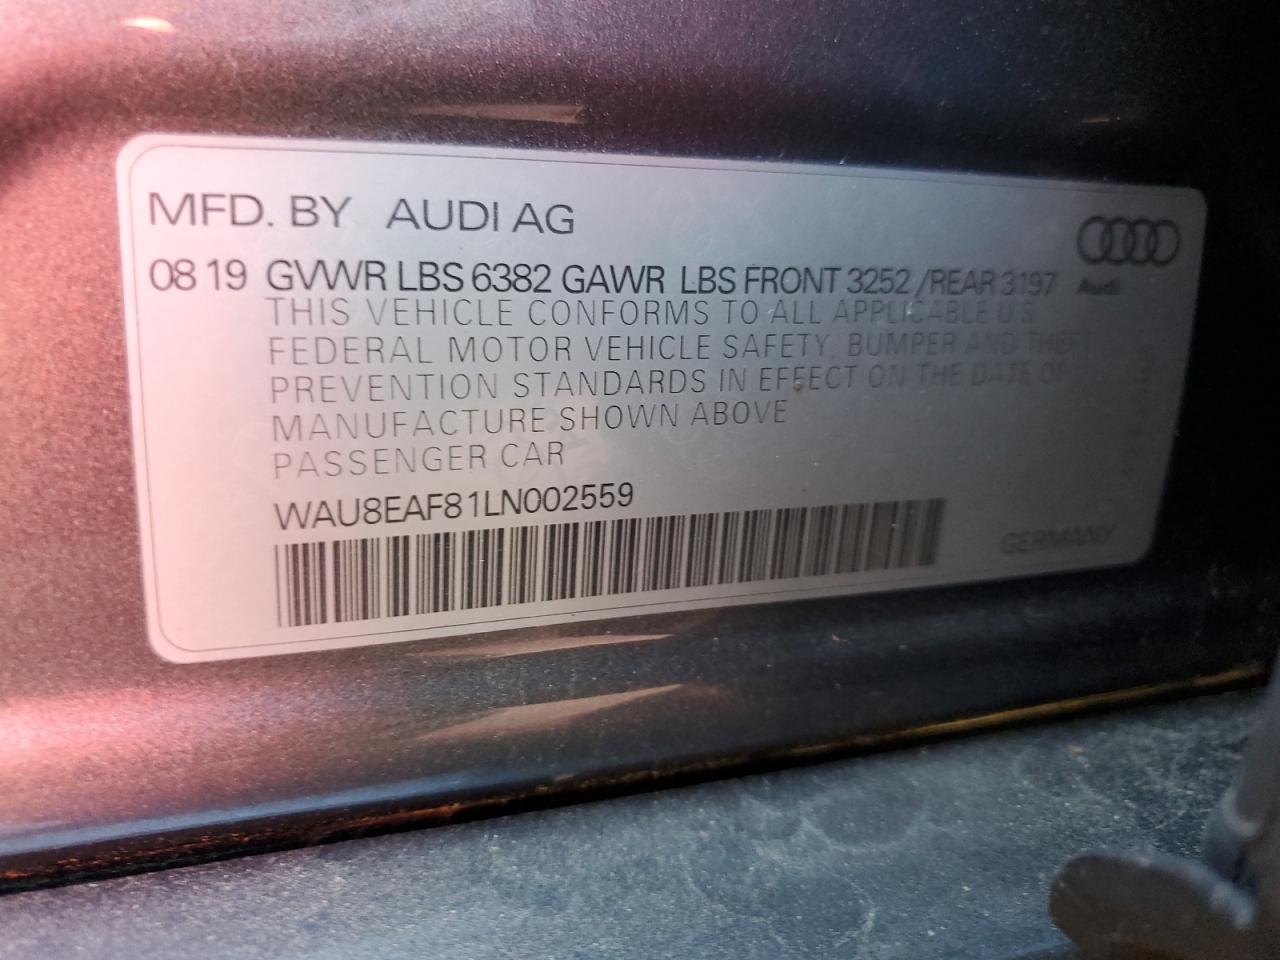 MFD. BY AUDI AG
08 19 GVWR LBS 6382 GAWR LBS FRONT 3252 /REAR 3197
Audi
THIS VEHICLE CONFORMS TO ALL APPLICABLE U.S.
FEDERAL MOTOR VEHICLE SAFETY, BUMPER AND THEFT
PREVENTION STANDARDS IN EFFECT ON THE DATE OF
MANUFACTURE SHOWN ABOVE
PASSENGER CAR
WAU8EAF81LN002559
GERMANY